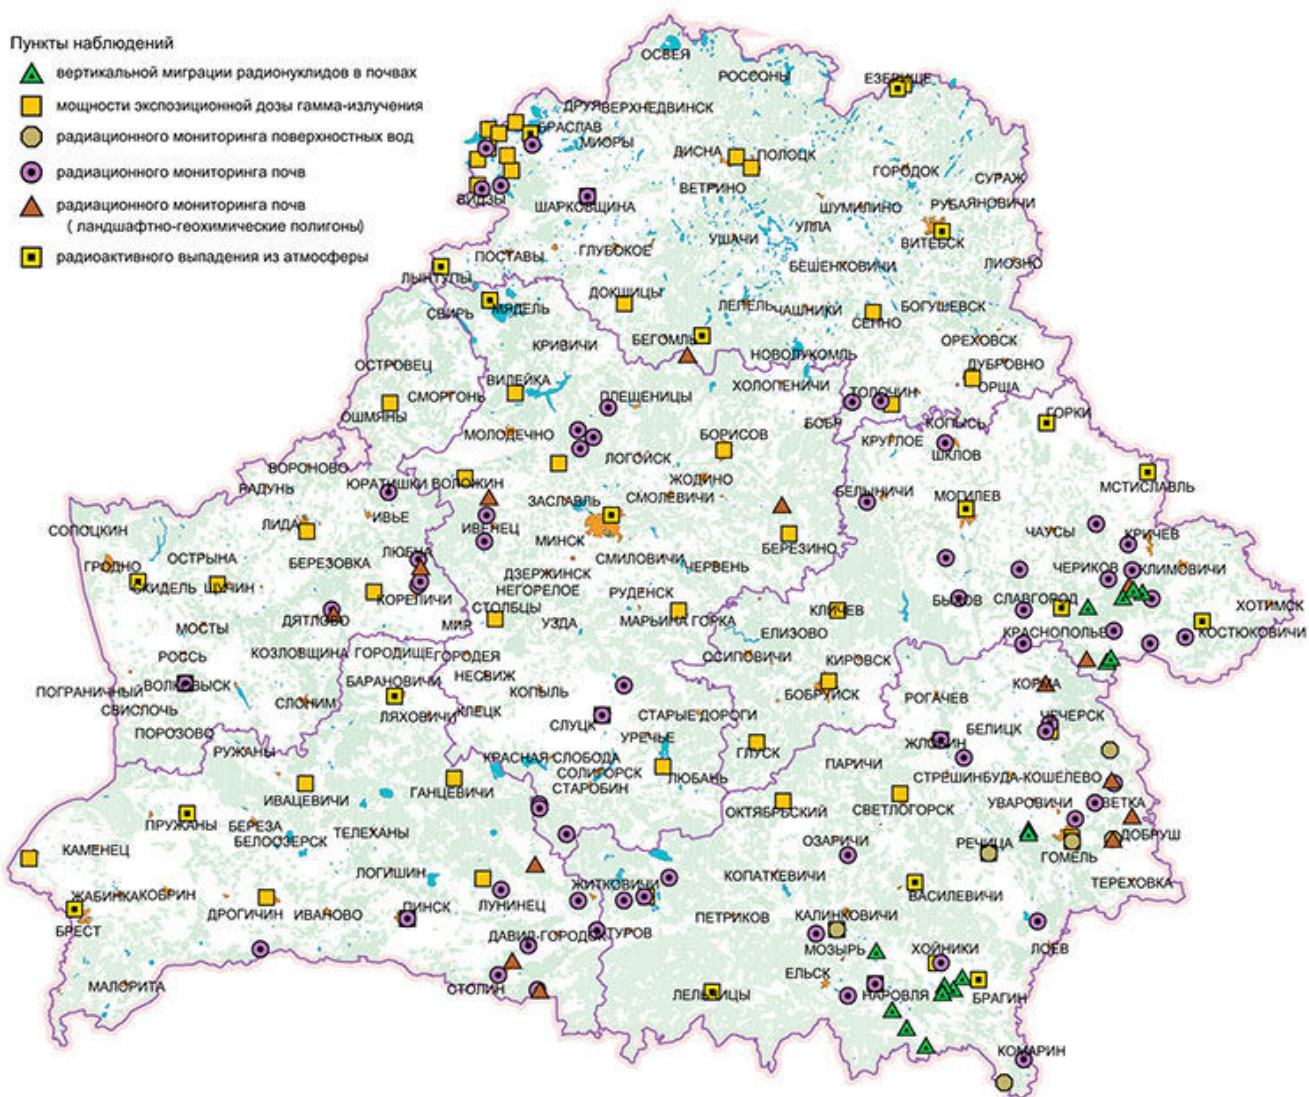 Пункты наблюдений
вертикальной миграции радионуклидов в почвах
мощности экспозиционной дозы гамма-излучения
радиационного мониторинга поверхностных вод
радиационного мониторинга почв
радиационного мониторинга почв
( ландшафтно-геохимические полигоны)
радиоактивного выпадения из атмосферы
ОСВЕЯ
РОССОНЫ
ЕЗЕРИЩЕ
ДРУЯ
ВЕРХНЕДВИНСК
БРАСЛАВ
МИОРЫ
ДИСНА
ПОЛОЦК
ГОРОДОК
СУРАЖ
ВЕТРИНО
ВИДЗЫ
ШАРКОВЩИНА
ШУМИЛИНО
РУБА
ЯНОВИЧИ
УЛЛА
УШАЧИ
ВИТЕБСК
ПОСТАВЫ
ГЛУБОКОЕ
БЕШЕНКОВИЧИ
ЛИОЗНО
ЛЫНТУПЫ
ДОКШИЦЫ
СВИРЬ
МЯДЕЛЬ
ЛЕПЕЛЬ
ЧАШНИКИ
БОГУШЕВСК
СЕННО
КРИВИЧИ
БЕГОМЛЬ
НОВОЛУКОМЛЬ
ОРЕХОВСК
ОСТРОВЕЦ
ДУБРОВНО
ВИЛЕЙКА
ХОЛОПЕНИЧИ
ОРША
СМОРГОНЬ
ПЛЕЩЕНИЦЫ
ТОЛОЧИН
ОШМЯНЫ
ГОРКИ
БОБР
КОПЫСЬ
МОЛОДЕЧНО
БОРИСОВ
КРУГЛОЕ
ШКЛОВ
ЛОГОЙСК
ВОРОНОВО
ЖОДИНО
РАДУНЬ
ЮРАТИШКИ
ВОЛОЖИН
МСТИСЛАВЛЬ
БЕЛЫНИЧИ
МОГИЛЕВ
СМОЛЕВИЧИ
ЗАСЛАВЛЬ
ИВЬЕ
ЛИДА
ИВЕНЕЦ
СОПОЦКИН
ЧАУСЫ
КРИЧЕВ
МИНСК
БЕРЕЗИНО
ОСТРЫНА
ЛЮБЧА
БЕРЕЗОВКА
СМИЛОВИЧИ
ЧЕРВЕНЬ
ГРОДНО
ЧЕРИКОВ
КЛИМОВИЧИ
ДЗЕРЖИНСК
СКИДЕЛЬ
ЩУЧИН
НЕГОРЕЛОЕ
РУДЕНСК
КОРЕЛИЧИ
СТОЛБЦЫ
БЫХОВ
СЛАВГОРОД
ХОТИМСК
КЛИЧЕВ
ДЯТЛОВО
МИР
УЗДА
МАРЬИНА ГОРКА
МОСТЫ
ЕЛИЗОВО
КРАСНОПОЛЬЕ
КОСТЮКОВИЧИ
КОЗЛОВЩИНА
ГОРОДИЩЕ
ГОРОДЕЯ
РОССЬ
ОСИПОВИЧИ
КИРОВСК
НЕСВИЖ
БАРАНОВИЧИ
ВОЛКОВЫСК
КОРМА
ПОГРАНИЧНЫЙ
КОПЫЛЬ
БОБРУЙСК
РОГАЧЕВ
СЛОНИМ
СВИСЛОЧЬ
ЛЯХОВИЧИ
КЛЕЦК
СТАРЫЕ ДОРОГИ
ЧЕЧЕРСК
СЛУЦК
БЕЛИЦК
ПОРОЗОВО
УРЕЧЬЕ
ЖЛОБИН
РУЖАНЫ
ГЛУСК
КРАСНАЯ СЛОБОДА
ПАРИЧИ
СОЛИГОРСК
ЛЮБАНЬ
СТРЕШИН
БУДА-КОШЕЛЕВО
СТАРОБИН
ГАНЦЕВИЧИ
ИВАЦЕВИЧИ
УВАРОВИЧИ
ВЕТКА
ОКТЯБРЬСКИЙ
СВЕТЛОГОРСК
ПРУЖАНЫ
БЕРЕЗА
ТЕЛЕХАНЫ
ДОБРУШ
БЕЛООЗЕРСК
ОЗАРИЧИ
РЕЧИЦА
КАМЕНЕЦ
ГОМЕЛЬ
ЛОГИШИН
КОПАТКЕВИЧИ
ЖИТКОВИЧИ
ТЕРЕХОВКА
ЖАБИНКА
КОБРИН
ВАСИЛЕВИЧИ
ЛУНИНЕЦ
ПИНСК
ДРОГИЧИН
ИВАНОВО
ПЕТРИКОВ
КАЛИНКОВИЧИ
БРЕСТ
ДАВИД-ГОРОДОК
ТУРОВ
МОЗЫРЬ
ХОЙНИКИ
ЛОЕВ
ЕЛЬСК
МАЛОРИТА
СТОЛИН
ЛЕЛЬЧИЦЫ
НАРОВЛЯ
БРАГИН
КОМАРИН